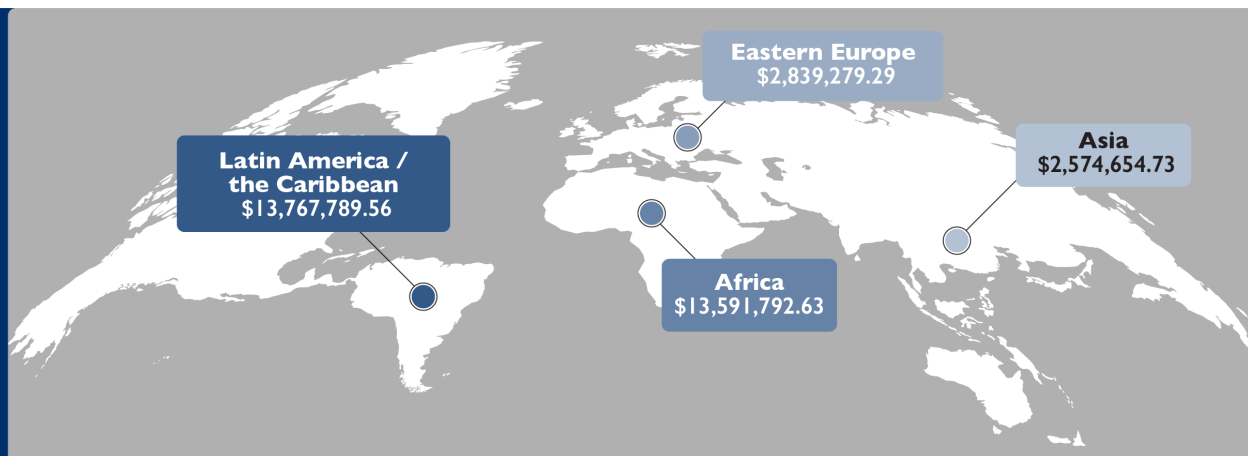 Eastern Europe
$2,839,279.29
Asia
$2,574,654.73
Latin America /
the Caribbean
$13,767,789.56
Africa
$13,591,792.63